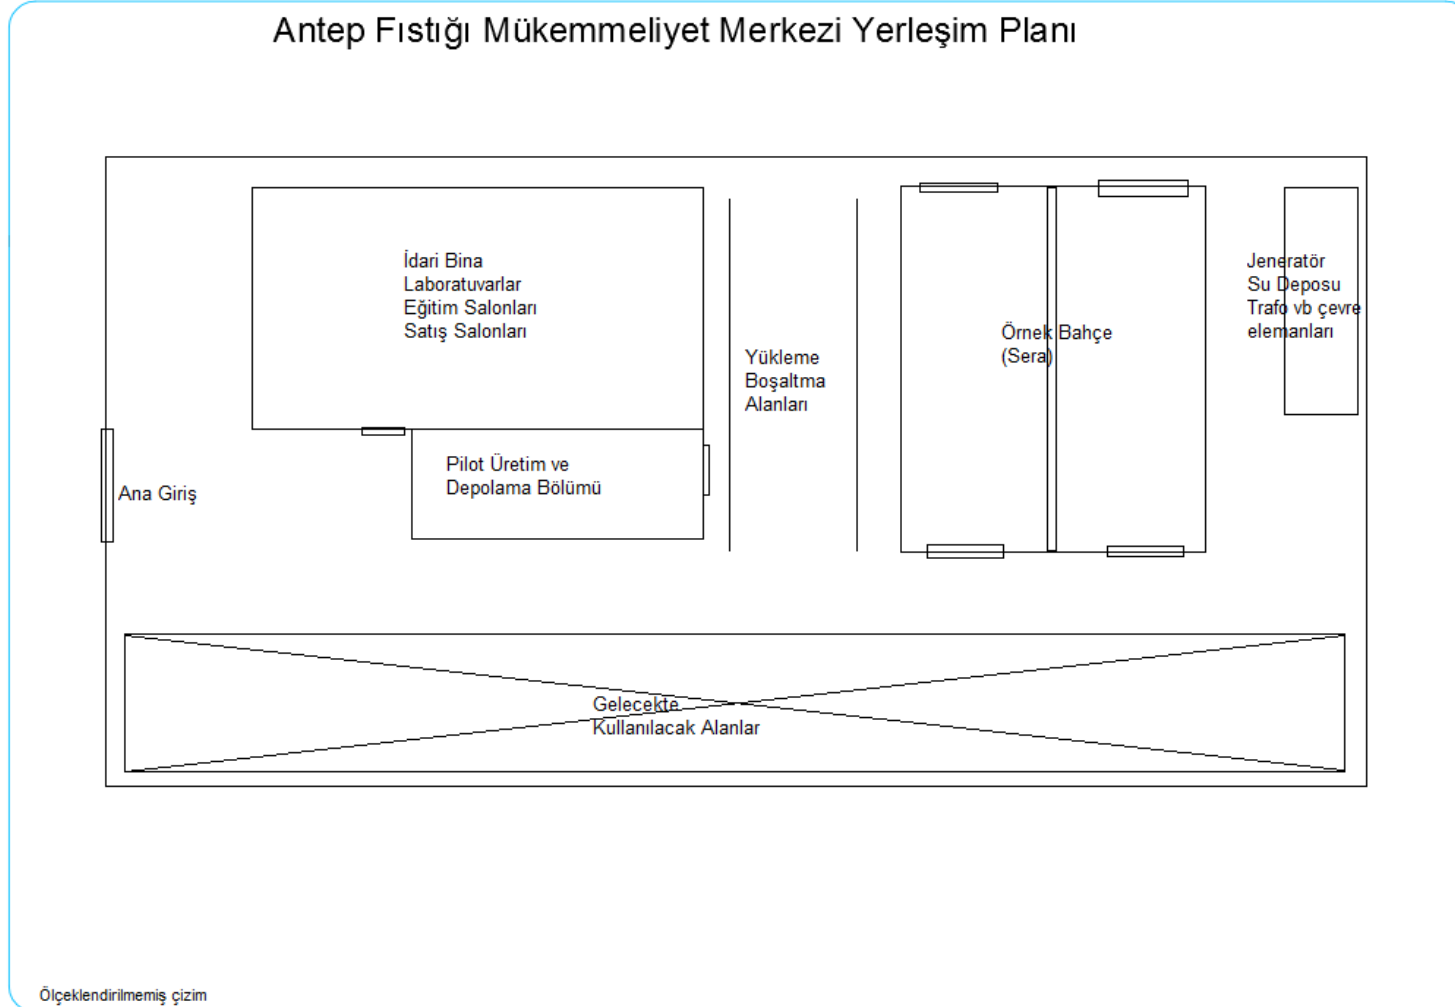 Antep Fıstığı Mükemmeliyet Merkezi Yerleşim Planı
İdari Bina
Laboratuvarlar
Eğitim Salonları
Satış Salonları
Jeneratör
Su Deposu
Trafo vb çevre
elemanları
Örnek Bahçe
(Sera)
Yükleme
Boşaltma
Alanları
Pilot Üretim ve
Depolama Bölümü
Ana Giriş
Gelecekte
Kullanılacak Alanlar
Ölçeklendirilmemiş çizim